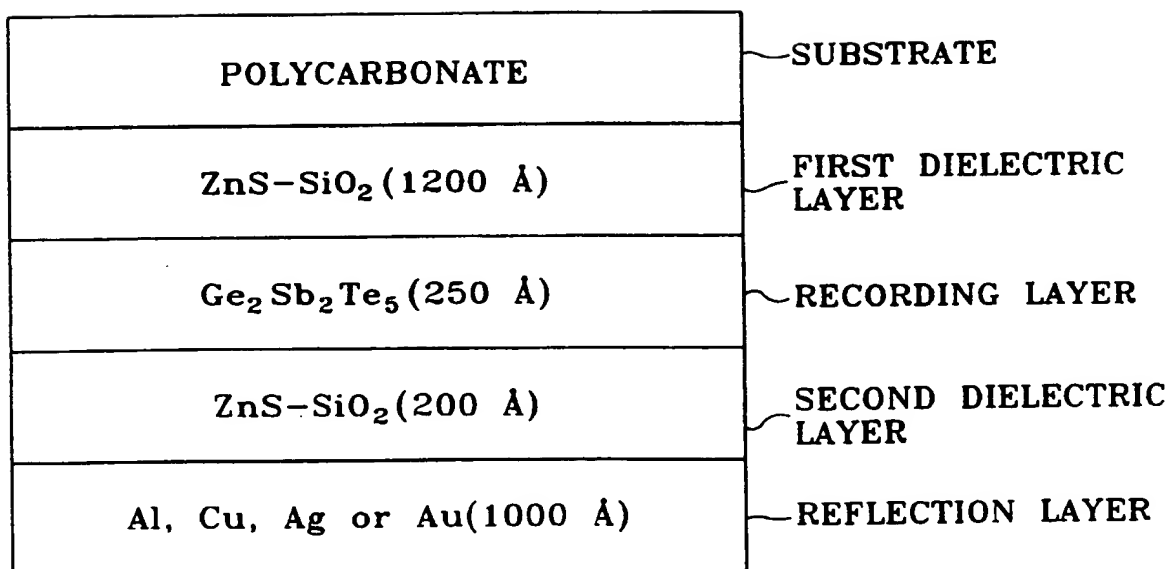 POLYCARBONATE
SUBSTRATE
ZnS-SiO₂(1200 Å)
FIRST DIELECTRIC
LAYER
Ge₂Sb₂Te₅(250 Å)
RECORDING LAYER
ZnS-SiO₂(200 Å)
SECOND DIELECTRIC
LAYER
Al, Cu, Ag or Au(1000 Å)
REFLECTION LAYER